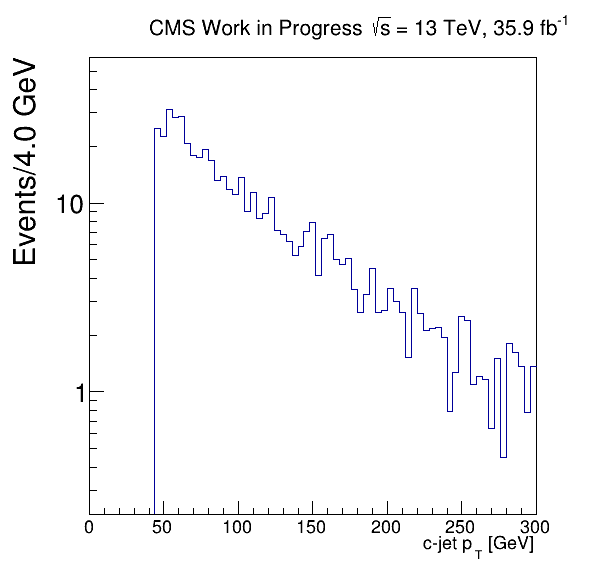 CMS Work in Progress √s = 13 TeV, 35.9 fb⁻¹
Events/4.0 GeV
10
1
0 50 100 150 200 250 300
c-jet p_T [GeV]